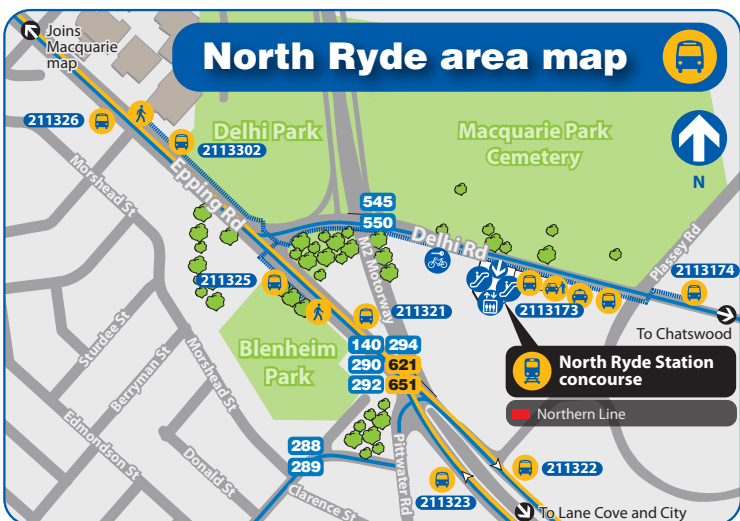 North Ryde area map
Joins
Macquarie
map
211326
2113302
Delhi Park
Macquarie Park
Cemetery
N
Morshead St
Epping Rd
545
550
Delhi Rd
M2 Motorway
Plassey Rd
2113174
211325
211321
2113173
To Chatswood
140
294
290
621
292
651
North Ryde Station
concourse
Northern Line
Blenheim
Park
Sturdee St
Berryman St
Morshead St
Edmondson St
Donald St
288
289
Clarence St
Pittwater Rd
211322
211323
To Lane Cove and City